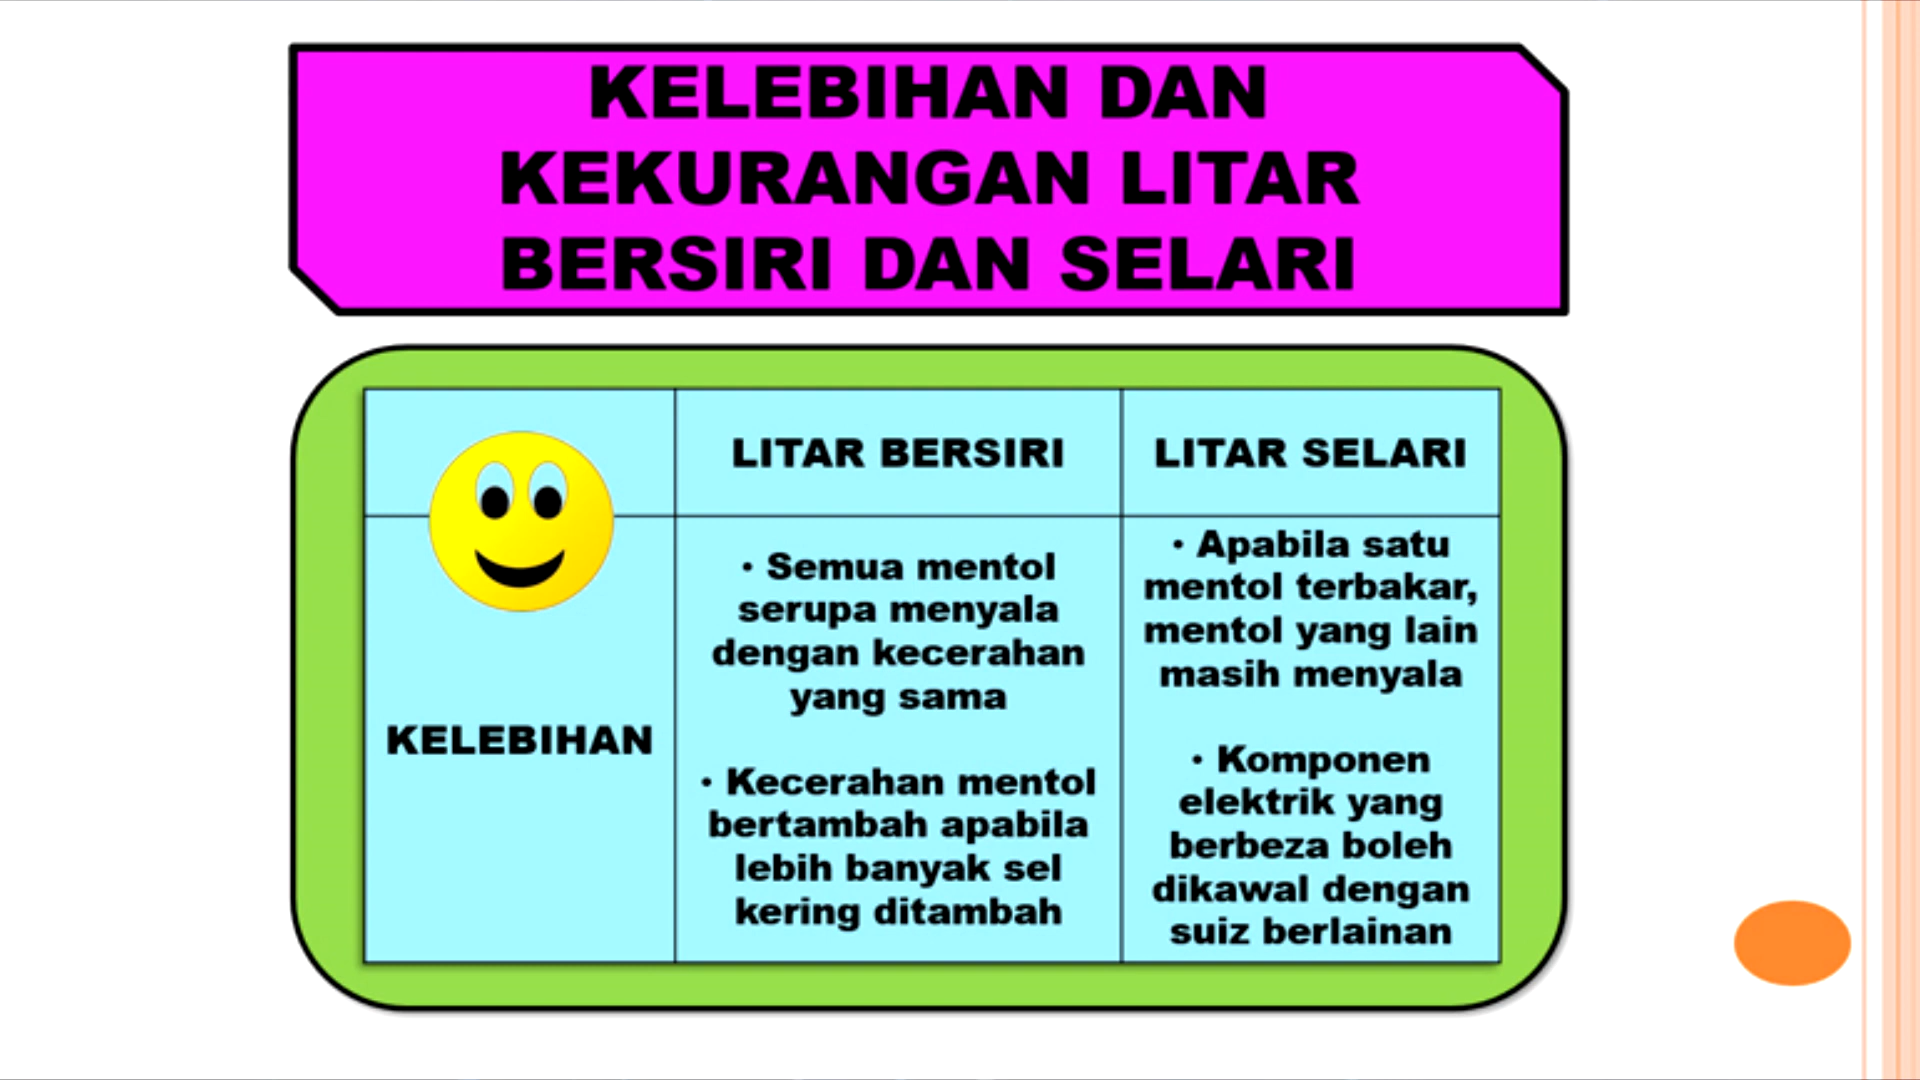 KELEBIHAN DAN
KEKURANGAN LITAR
BERSIRI DAN SELARI
LITAR BERSIRI
LITAR SELARI
KELEBIHAN
• Semua mentol
serupa menyala
dengan kecerahan
yang sama
• Kecerahan mentol
bertambah apabila
lebih banyak sel
kering ditambah
• Apabila satu
mentol terbakar,
mentol yang lain
masih menyala
• Komponen
elektrik yang
berbeza boleh
dikawal dengan
suiz berlainan